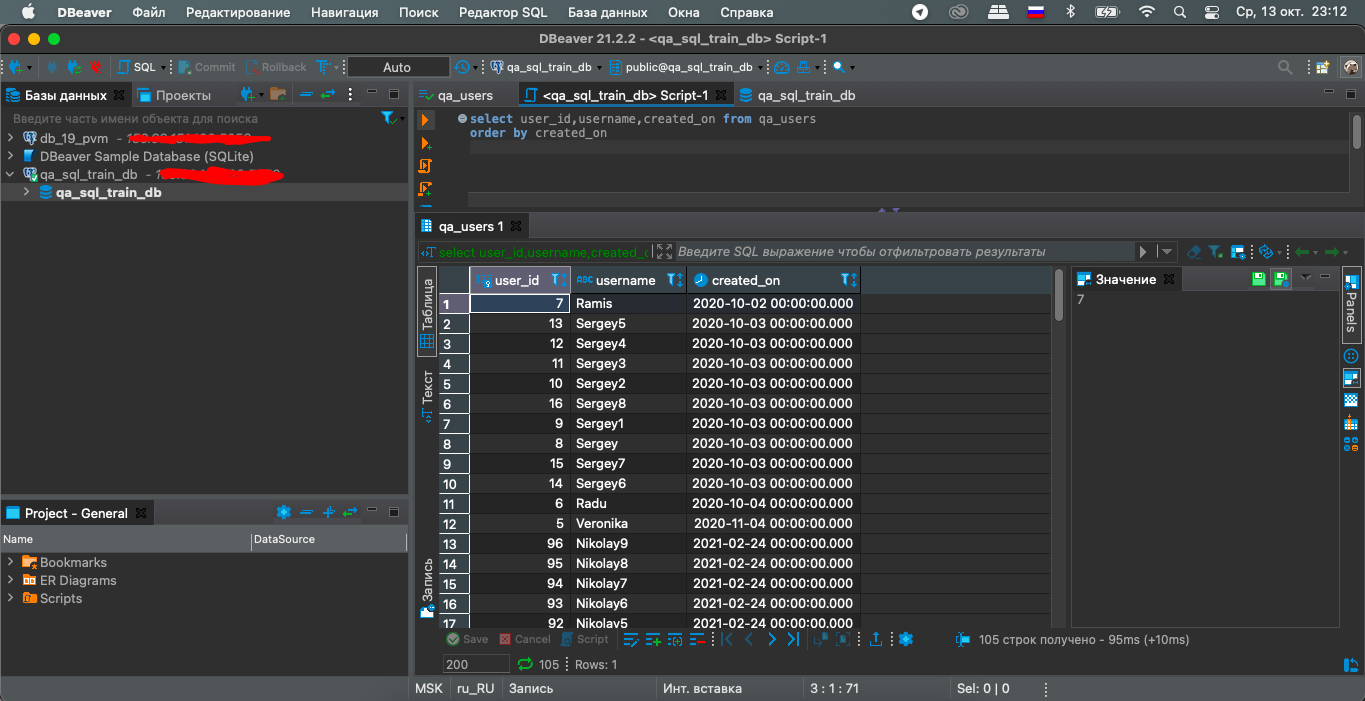 DBeaver Файл Редактирование Навигация Поиск Редактор SQL База данных Окна Справка Ср, 13 окт. 23:12
DBeaver 21.2.2 - <qa_sql_train_db> Script-1
SQL Commit Rollback Auto qa_sql_train_db public@qa_sql_train_db
Базы данных Проекты
Введите часть имени объекта для поиска
db_19_pvm -
DBeaver Sample Database (SQLite)
qa_sql_train_db -
qa_sql_train_db
qa_users <qa_sql_train_db> Script-1 qa_sql_train_db
select user_id,username,created_on from qa_users
order by created_on
qa_users 1
select user_id,username,created_ Введите SQL выражение чтобы отфильтровать результаты
Таблица
Текст
Запись
user_id ABC username created_on
1 7 Ramis 2020-10-02 00:00:00.000
2 13 Sergey5 2020-10-03 00:00:00.000
3 12 Sergey4 2020-10-03 00:00:00.000
4 11 Sergey3 2020-10-03 00:00:00.000
5 10 Sergey2 2020-10-03 00:00:00.000
6 16 Sergey8 2020-10-03 00:00:00.000
7 9 Sergey1 2020-10-03 00:00:00.000
8 8 Sergey 2020-10-03 00:00:00.000
9 15 Sergey7 2020-10-03 00:00:00.000
10 14 Sergey6 2020-10-03 00:00:00.000
11 6 Radu 2020-10-04 00:00:00.000
12 5 Veronika 2020-11-04 00:00:00.000
13 96 Nikolay9 2021-02-24 00:00:00.000
14 95 Nikolay8 2021-02-24 00:00:00.000
15 94 Nikolay7 2021-02-24 00:00:00.000
16 93 Nikolay6 2021-02-24 00:00:00.000
17 92 Nikolay5 2021-02-24 00:00:00.000
Значение
7
Panels
Save Cancel Script 105 строк получено - 95ms (+10ms)
200 105 Rows: 1
Project - General
Name DataSource
Bookmarks
ER Diagrams
Scripts
MSK ru_RU Запись Инт. вставка 3 : 1 : 71 Sel: 0 | 0